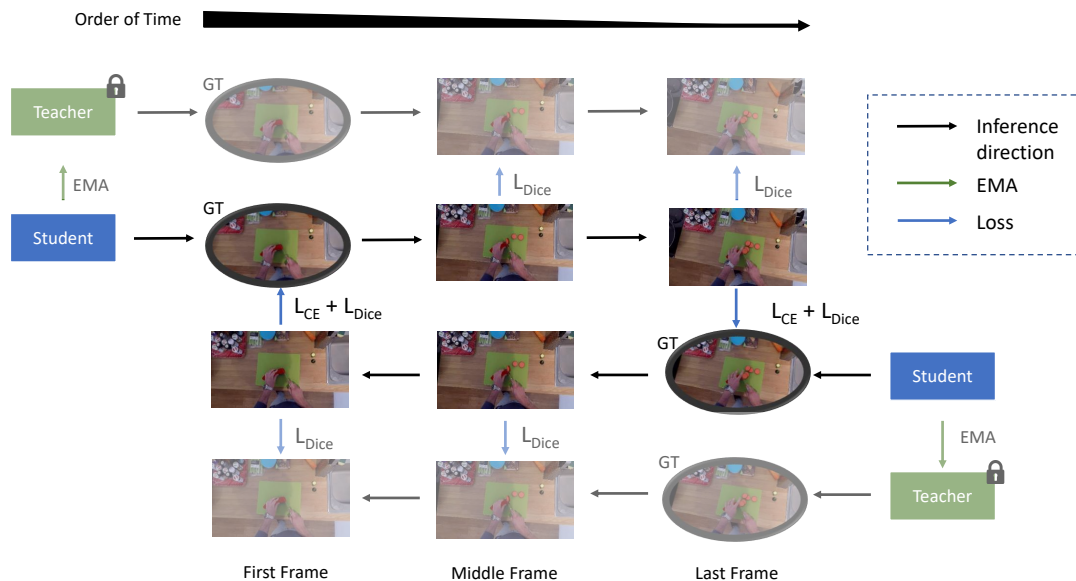 Order of Time
GT
Teacher
EMA
L_Dice
L_Dice
Inference direction
EMA
Loss
GT
Student
L_CE + L_Dice
L_CE + L_Dice
GT
Student
L_Dice
L_Dice
EMA
GT
Teacher
First Frame
Middle Frame
Last Frame